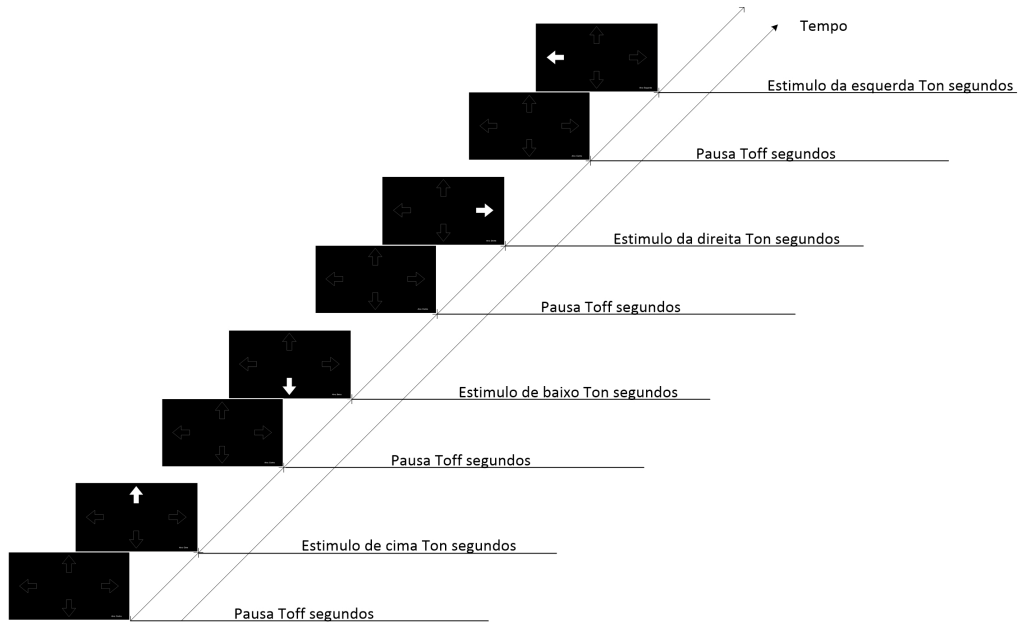 Tempo
Estimulo da esquerda Ton segundos
Pausa Toff segundos
Estimulo da direita Ton segundos
Pausa Toff segundos
Estimulo de baixo Ton segundos
Pausa Toff segundos
Estimulo de cima Ton segundos
Pausa Toff segundos